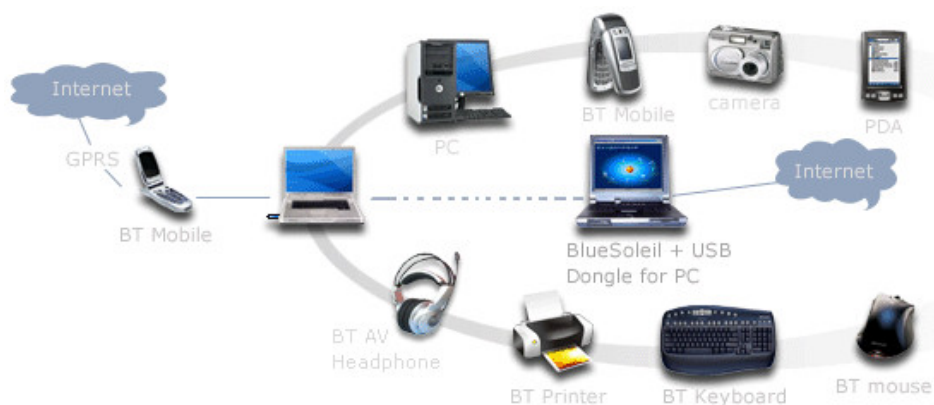 Internet
GPRS
BT Mobile
PC
BT Mobile
camera
PDA
Internet
BlueSoleil + USB
Dongle for PC
BT AV
Headphone
BT Printer
BT Keyboard
BT mouse